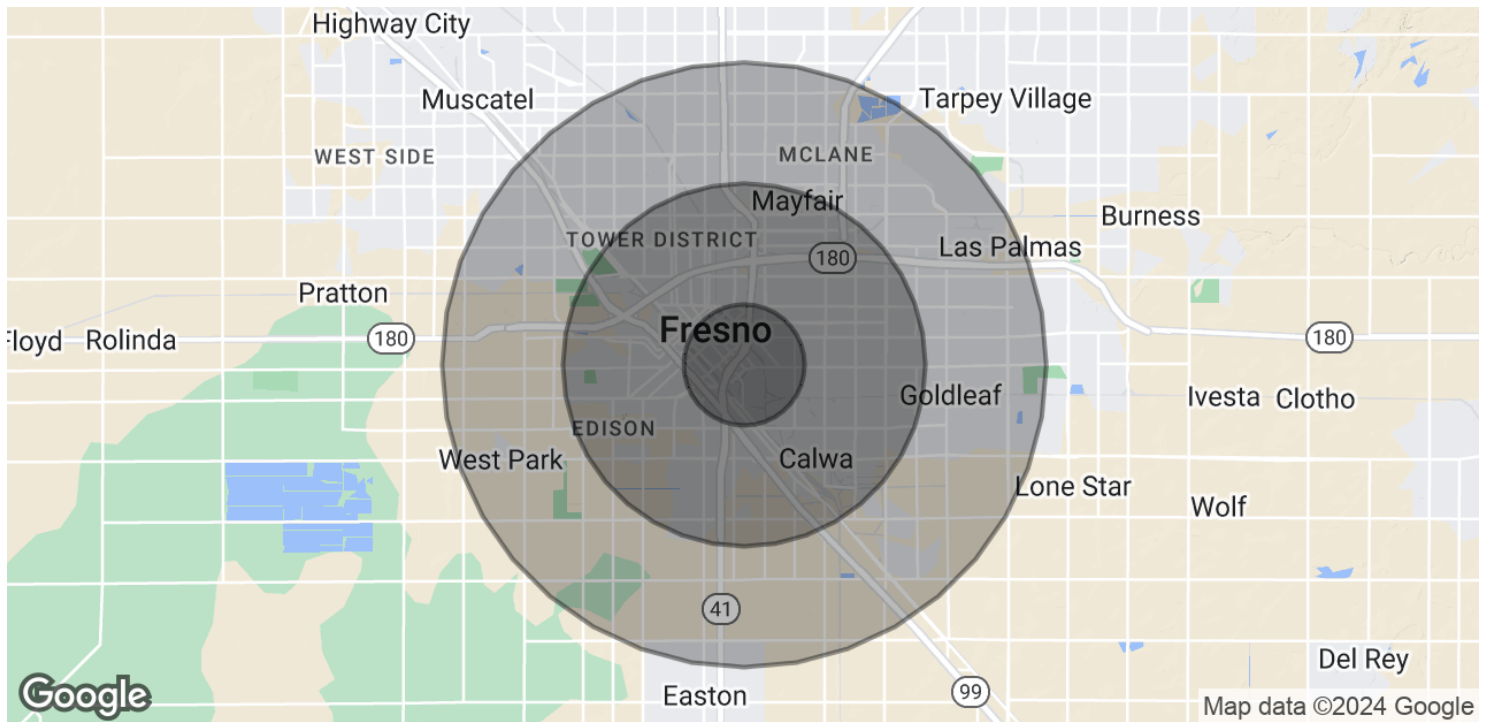 Highway City
Muscatel
Tarpey Village
WEST SIDE
MCLANE
Mayfair
Burness
TOWER DISTRICT
Las Palmas
180
Pratton
Fresno
Floyd
Rolinda
180
180
Goldleaf
Ivesta
Clotho
EDISON
West Park
Calwa
Lone Star
Wolf
41
Del Rey
Easton
99
Google
Map data ©2024 Google